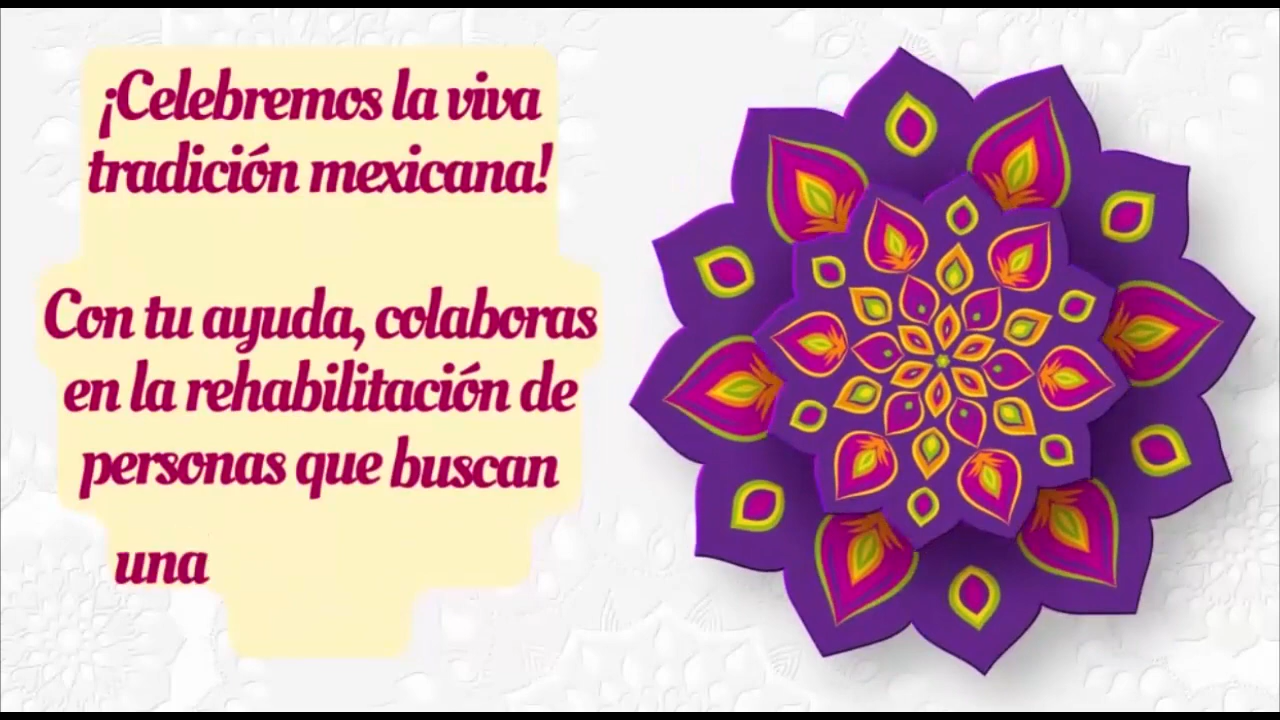 ¡Celebremos la viva
tradición mexicana!
Con tu ayuda, colaboras
en la rehabilitación de
personas que buscan
una